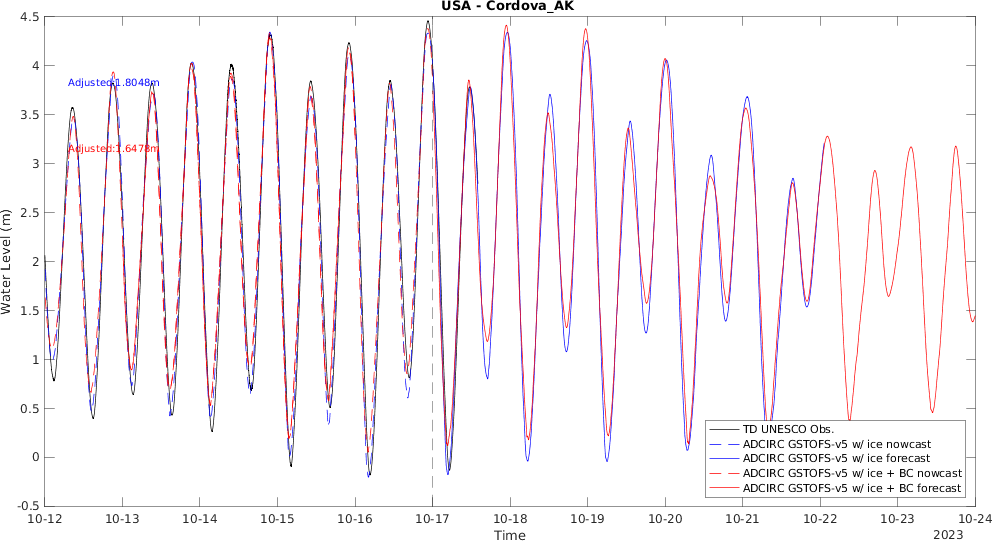 USA - Cordova_AK
4.5
4
3.5
3
2.5
2
1.5
1
0.5
0
-0.5
Water Level (m)
Adjusted:1.8048m
Adjusted:1.6478m
TD UNESCO Obs.
ADCIRC GSTOFS-v5 w/ ice nowcast
ADCIRC GSTOFS-v5 w/ ice forecast
ADCIRC GSTOFS-v5 w/ ice + BC nowcast
ADCIRC GSTOFS-v5 w/ ice + BC forecast
10-12 10-13 10-14 10-15 10-16 10-17 10-18 10-19 10-20 10-21 10-22 10-23 10-24
Time
2023